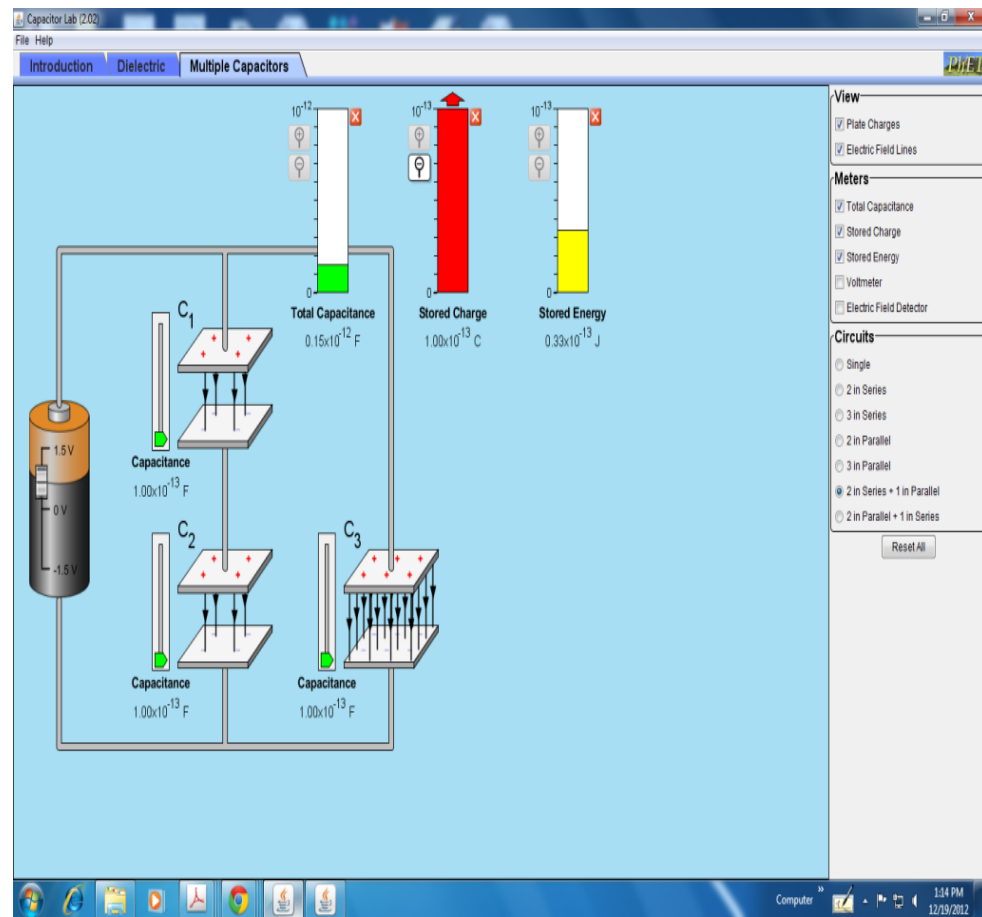 Capacitor Lab (2.02)
File Help
Introduction Dielectric Multiple Capacitors
PhET
10⁻¹²
0
Total Capacitance
0.15x10⁻¹² F
10⁻¹³
0
Stored Charge
1.00x10⁻¹³ C
10⁻¹³
0
Stored Energy
0.33x10⁻¹³ J
C₁
Capacitance
1.00x10⁻¹³ F
1.5 V
0 V
-1.5 V
C₂
Capacitance
1.00x10⁻¹³ F
C₃
Capacitance
1.00x10⁻¹³ F
View
Plate Charges
Electric Field Lines
Meters
Total Capacitance
Stored Charge
Stored Energy
Voltmeter
Electric Field Detector
Circuits
Single
2 in Series
3 in Series
2 in Parallel
3 in Parallel
2 in Series + 1 in Parallel
2 in Parallel + 1 in Series
Reset All
Computer »
1:14 PM
12/19/2012